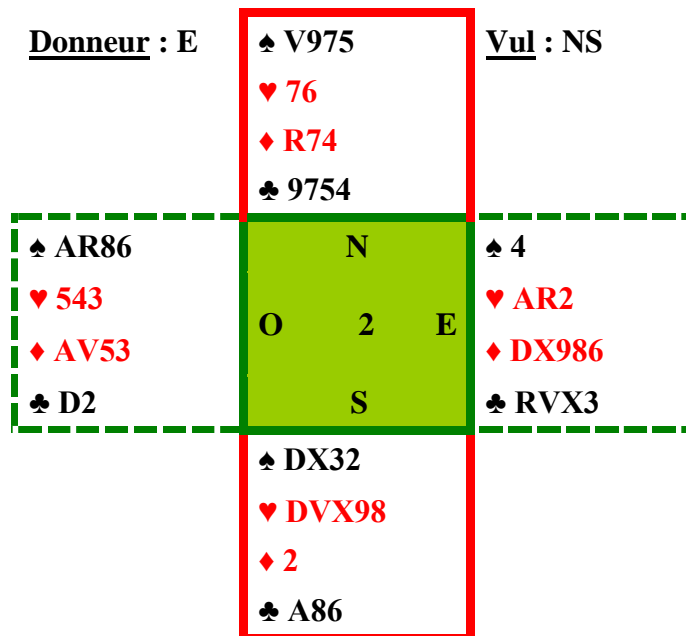 Donneur : E
Vul : NS
♠ V975
♥ 76
♦ R74
♣ 9754
♠ AR86
♥ 543
♦ AV53
♣ D2
N
O 2 E
S
♠ 4
♥ AR2
♦ DX986
♣ RVX3
♠ DX32
♥ DVX98
♦ 2
♣ A86